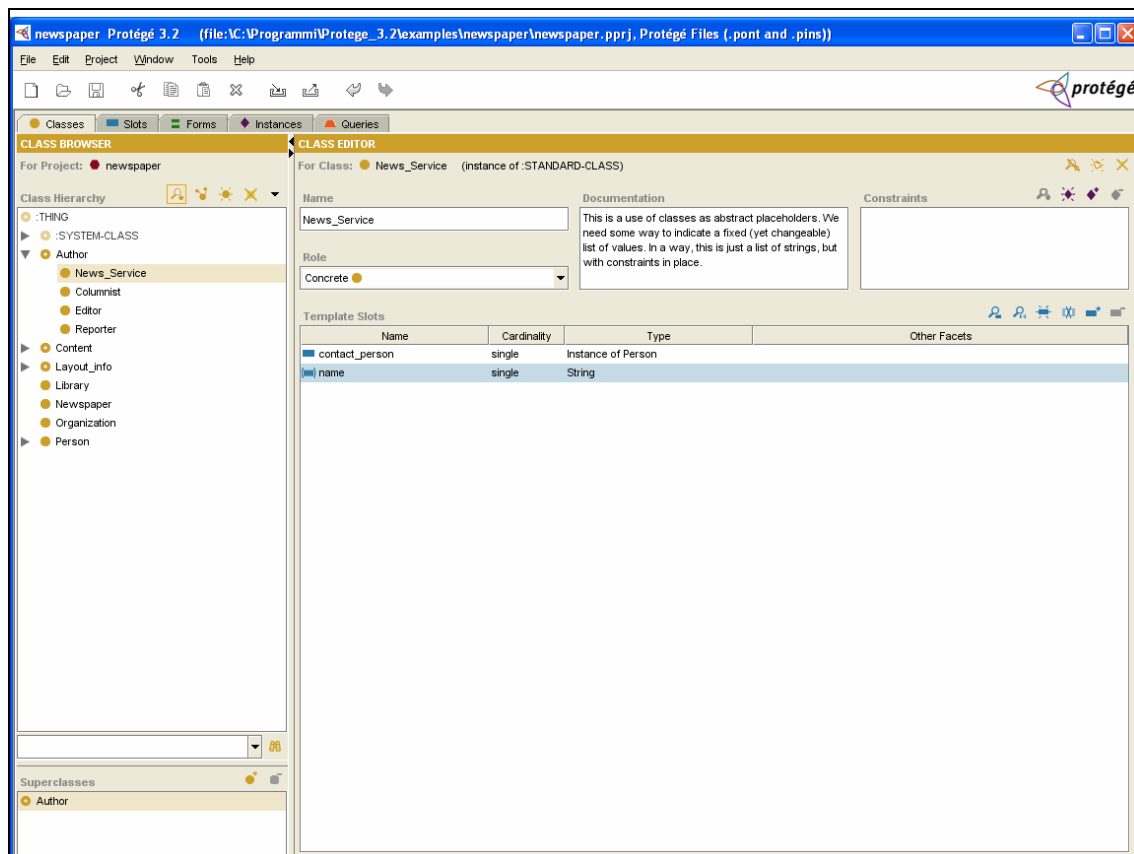 newspaper Protégé 3.2 (file:\C:\Programmi\Protege_3.2\examples\newspaper\newspaper.pprj, Protégé Files (.pont and .pins))
File Edit Project Window Tools Help
protégé
Classes Slots Forms Instances Queries
CLASS BROWSER
For Project: newspaper
Class Hierarchy
:THING
:SYSTEM-CLASS
Author
News_Service
Columnist
Editor
Reporter
Content
Layout_info
Library
Newspaper
Organization
Person
Superclasses
Author
CLASS EDITOR
For Class: News_Service (instance of :STANDARD-CLASS)
Name
News_Service
Role
Concrete
Documentation
This is a use of classes as abstract placeholders. We
need some way to indicate a fixed (yet changeable)
list of values. In a way, this is just a list of strings, but
with constraints in place.
Constraints
Template Slots
Name Cardinality Type Other Facets
contact_person single Instance of Person
name single String